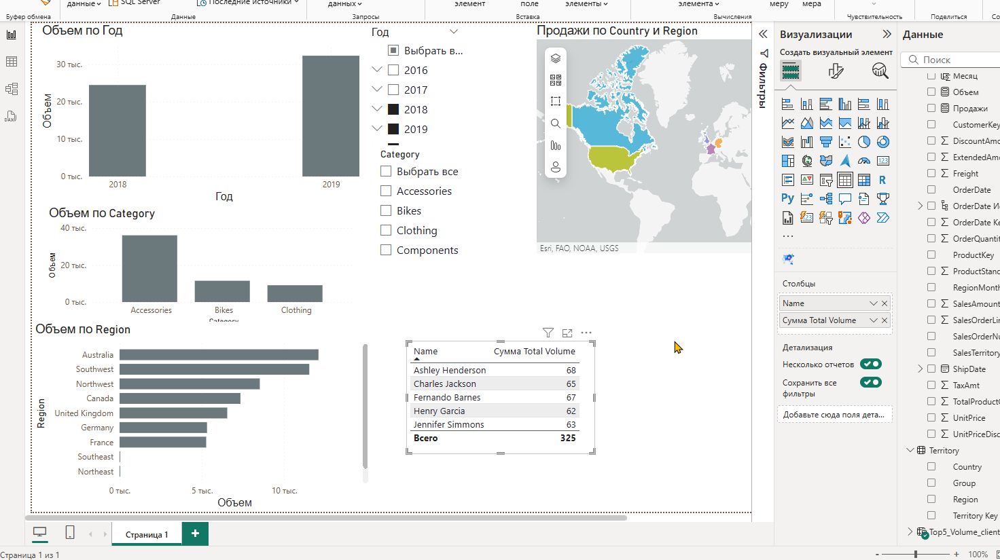 данные
SQL Server
Последние источники
данных
элемент
поле
элементы
элемента
меру
мера
Буфер обмена
Данные
Запросы
Вставка
Вычисления
Чувствительность
Поделиться
Объем по Год
30 тыс.
20 тыс.
10 тыс.
0 тыс.
Объем
2018
2019
Год
Год
Выбрать в...
2016
2017
2018
2019
Category
Выбрать все
Accessories
Bikes
Clothing
Components
Продажи по Country и Region
Esri, FAO, NOAA, USGS
Объем по Category
40 тыс.
20 тыс.
0 тыс.
Объем
Accessories
Bikes
Clothing
Category
Объем по Region
Region
Australia
Southwest
Northwest
Canada
United Kingdom
Germany
France
Southeast
Northeast
0 тыс.
5 тыс.
10 тыс.
Объем
Name
Сумма Total Volume
Ashley Henderson 68
Charles Jackson 65
Fernando Barnes 67
Henry Garcia 62
Jennifer Simmons 63
Всего 325
Фильтры
Визуализации
Создать визуальный элемент
123
R
Py
123
...
Столбцы
Name
Сумма Total Volume
Детализация
Несколько отчетов
Сохранить все
фильтры
Добавьте сюда поля дета...
Данные
Поиск
Месяц
Объем
Продажи
CustomerKey
DiscountAmo
ExtendedAmo
Freight
OrderDate
OrderDate И
OrderDate Ke
OrderQuantit
ProductKey
ProductStanc
RegionMonth
SalesAmount
SalesOrderLin
SalesOrderNu
SalesTerritory
ShipDate
TaxAmt
TotalProductC
UnitPrice
UnitPriceDisc
Territory
Country
Group
Region
Territory Key
Top5_Volume_client
DAX
Страница 1
+
Страница 1 из 1
- + 100%